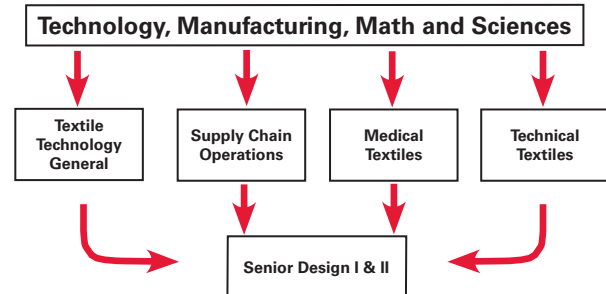 Technology, Manufacturing, Math and Sciences
Textile
Technology
General
Supply Chain
Operations
Medical
Textiles
Technical
Textiles
Senior Design I & II